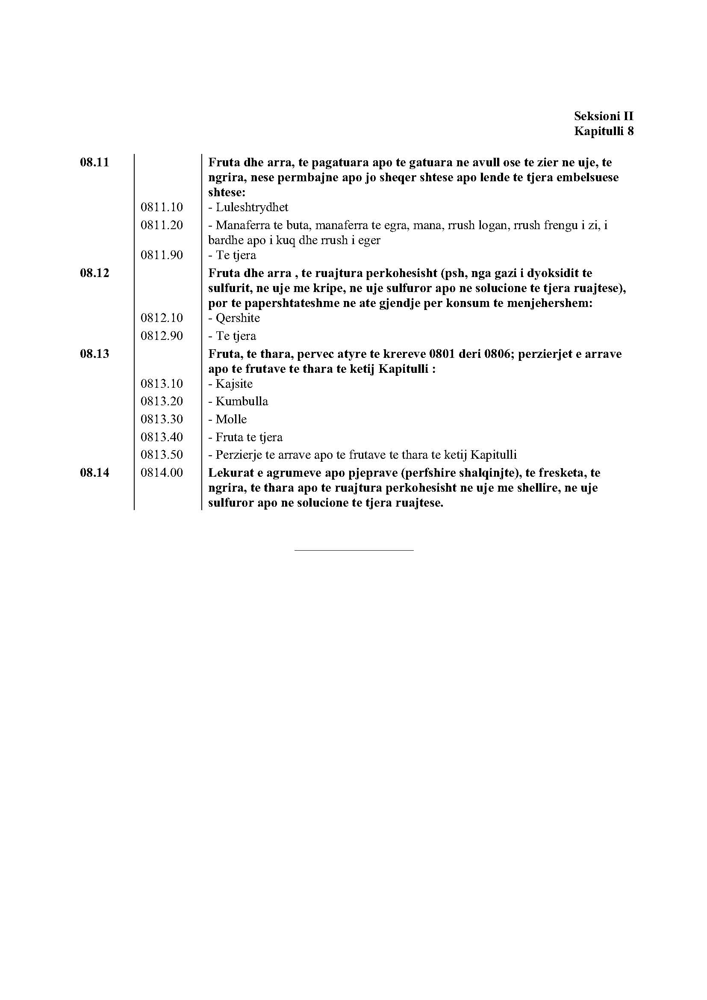 Seksioni II
Kapitulli 8
08.11 Fruta dhe arra, te pagatuara apo te gatuara ne avull ose te zier ne uje, te
ngrira, nese permbajne apo jo sheqer shtese apo lende te tjera embelsuese
shtese:
0811.10 - Luleshtrydhet
0811.20 - Manaferra te buta, manaferra te egra, mana, rrush logan, rrush frengu i zi, i
bardhe apo i kuq dhe rrush i eger
0811.90 - Te tjera
08.12 Fruta dhe arra , te ruajtura perkohesisht (psh, nga gazi i dyoksidit te
sulfurit, ne uje me kripe, ne uje sulfuror apo ne solucione te tjera ruajtese),
por te papershtateshme ne ate gjendje per konsum te menjehershem:
0812.10 - Qershite
0812.90 - Te tjera
08.13 Fruta, te thara, pervec atyre te krereve 0801 deri 0806; perzierjet e arrave
apo te frutave te thara te ketij Kapitulli :
0813.10 - Kajsite
0813.20 - Kumbulla
0813.30 - Molle
0813.40 - Fruta te tjera
0813.50 - Perzierje te arrave apo te frutave te thara te ketij Kapitulli
08.14 0814.00 Lekurat e agrumeve apo pjeprave (perfshire shalqinjte), te fresketa, te
ngrira, te thara apo te ruajtura perkohesisht ne uje me shellire, ne uje
sulfuror apo ne solucione te tjera ruajtese.